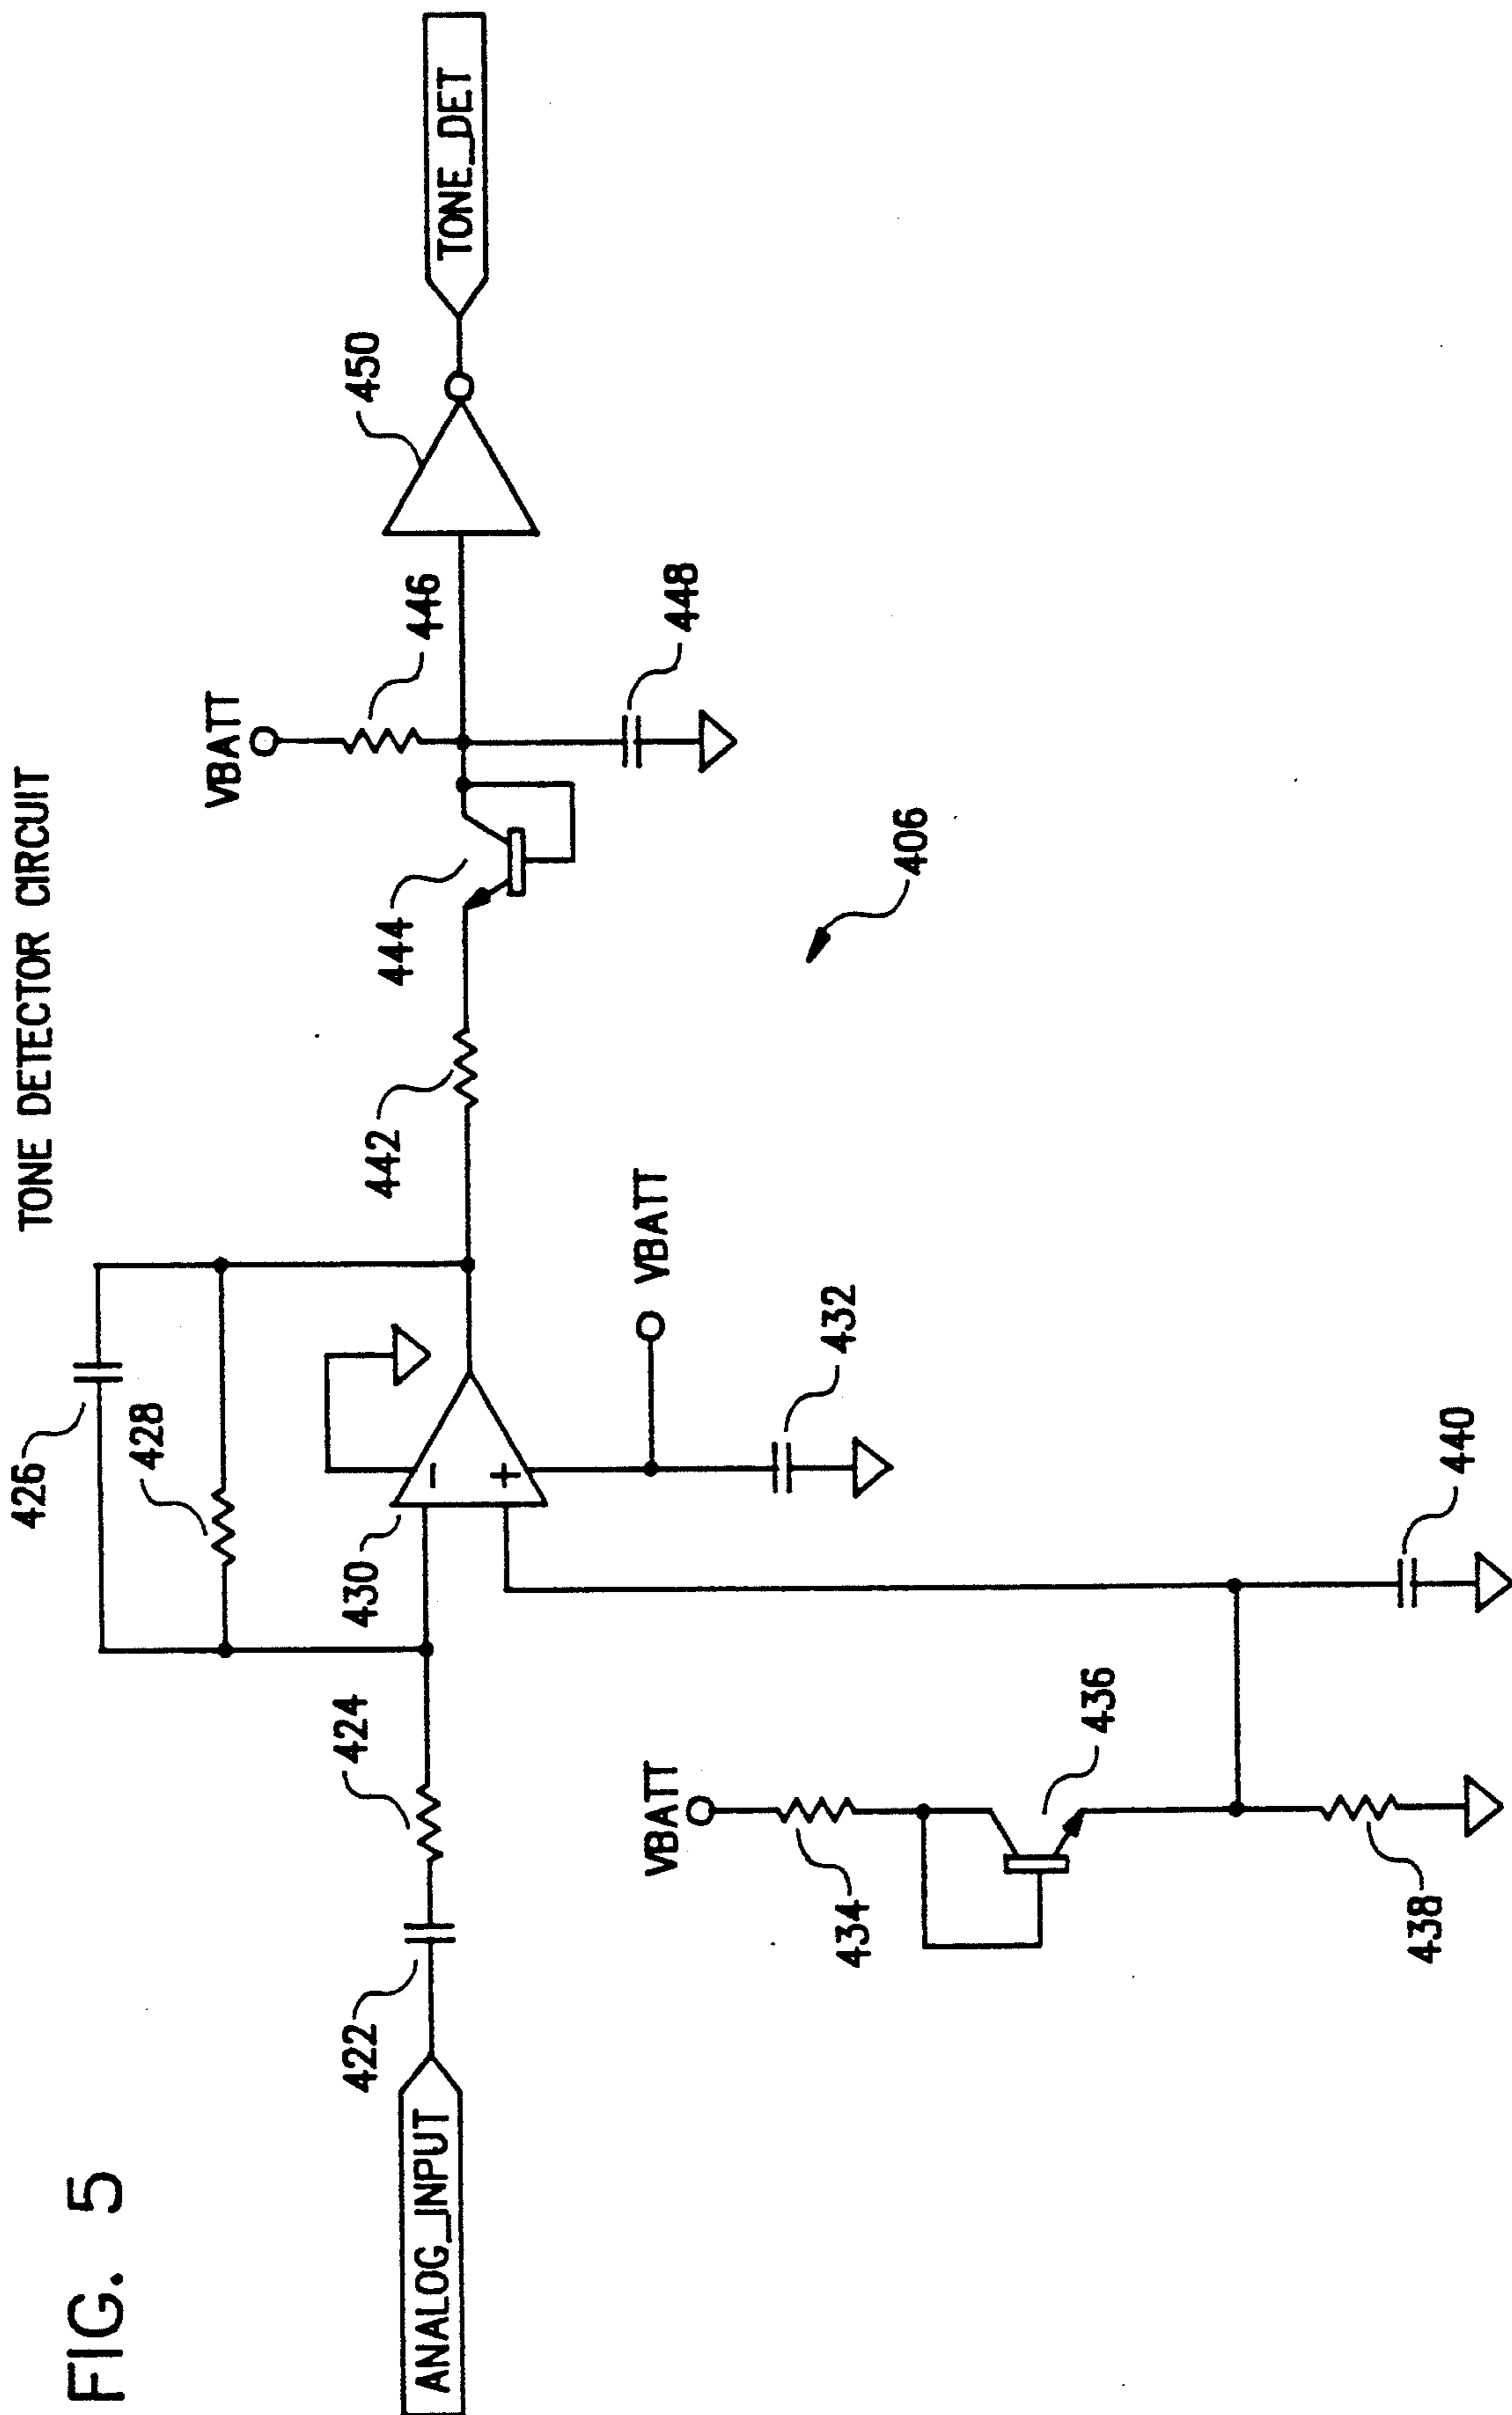 FIG. 5
TONE DETECTOR CIRCUIT
426
428
VBATT
446
450
TONE_DET
ANALOG_INPUT
422
424
430
442
444
448
VBATT
432
406
VBATT
434
436
438
440